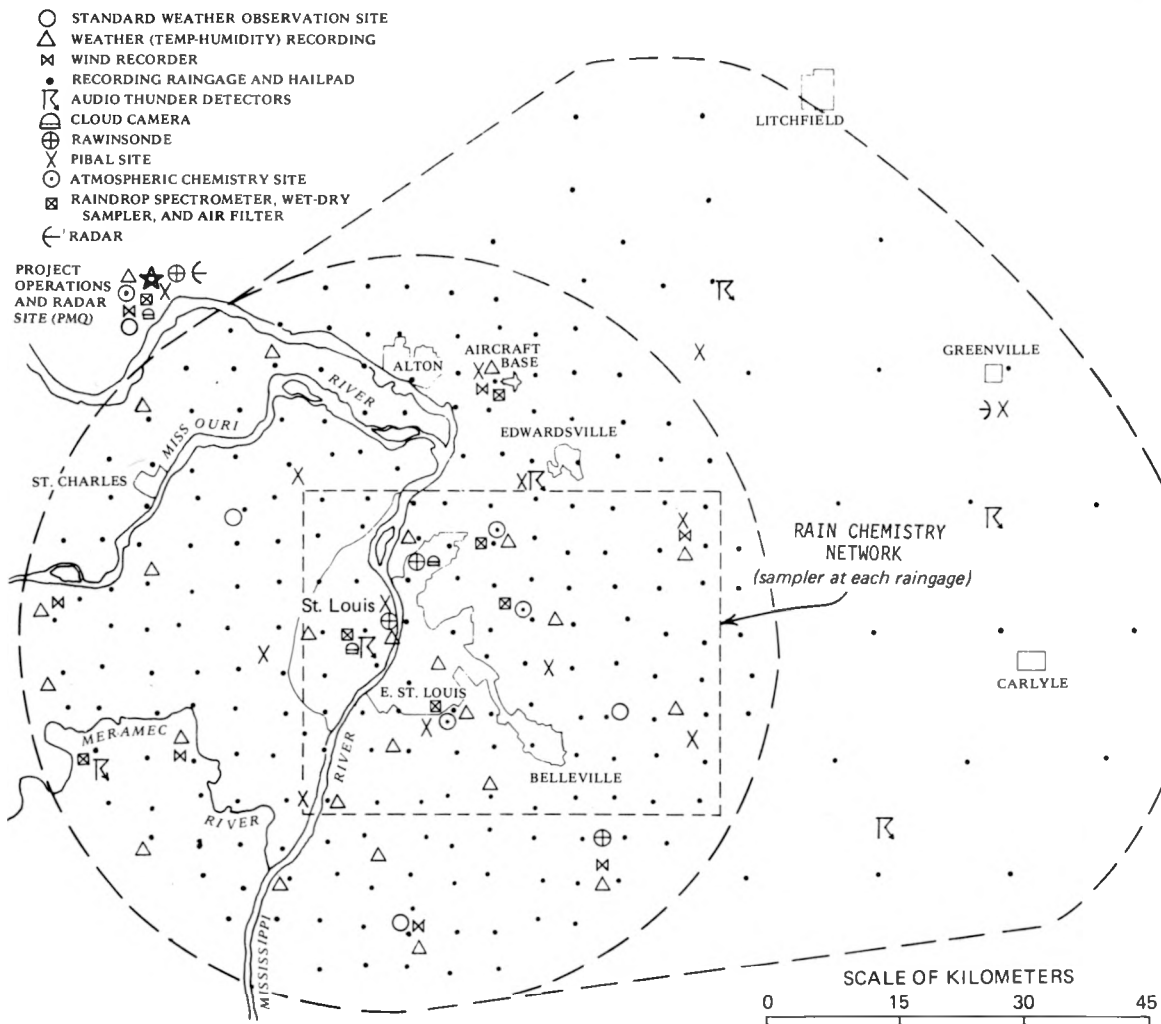 STANDARD WEATHER OBSERVATION SITE
WEATHER (TEMP-HUMIDITY) RECORDING
WIND RECORDER
RECORDING RAINGAGE AND HAILPAD
AUDIO THUNDER DETECTORS
CLOUD CAMERA
RAWINSONDE
PIBAL SITE
ATMOSPHERIC CHEMISTRY SITE
RAINDROP SPECTROMETER, WET-DRY
SAMPLER, AND AIR FILTER
RADAR
LITCHFIELD
PROJECT
OPERATIONS
AND RADAR
SITE (PMQ)
ALTON
AIRCRAFT
BASE
GREENVILLE
RIVER
MISSOURI
EDWARDSVILLE
ST. CHARLES
RAIN CHEMISTRY
NETWORK
(sampler at each raingage)
St. Louis
CARLYLE
E. ST. LOUIS
MERAMEC
RIVER
BELLEVILLE
RIVER
MISSISSIPPI
SCALE OF KILOMETERS
0 15 30 45